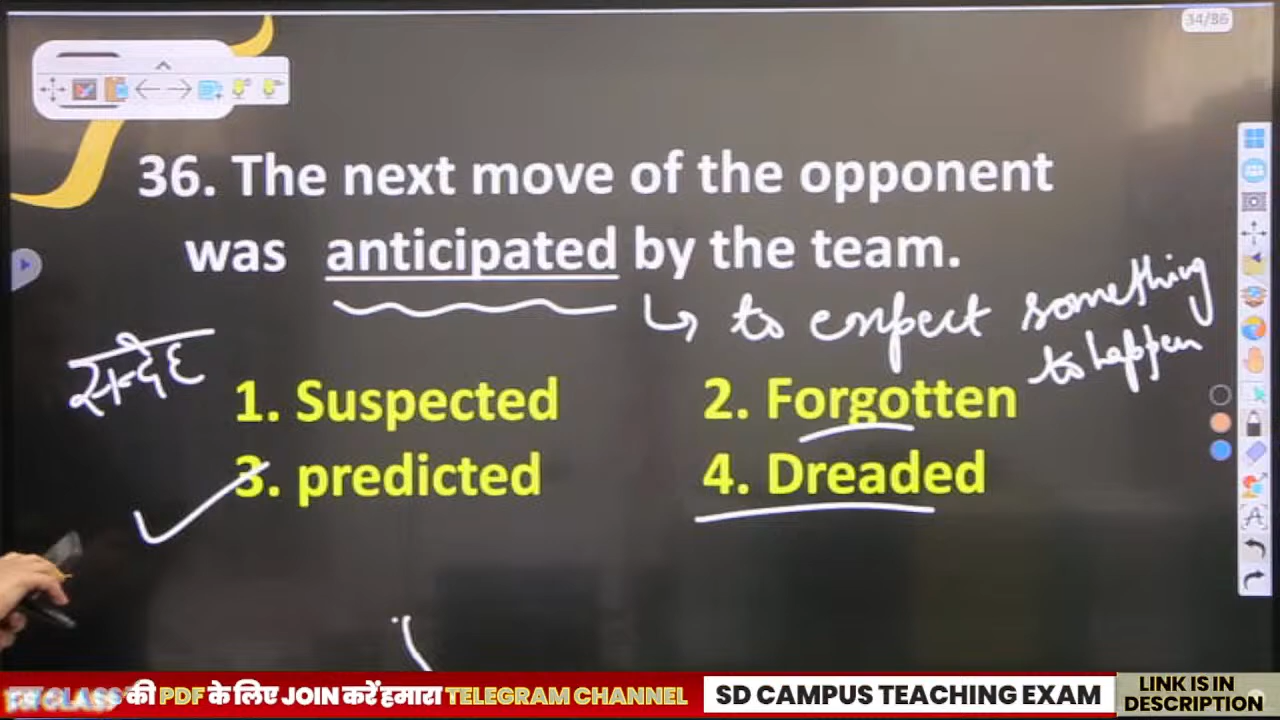 34/86
36. The next move of the opponent
was anticipated by the team.
↳ to expect something
to happen
सन्देह
1. Suspected
2. Forgotten
3. predicted
4. Dreaded
की PDF के लिए JOIN करें हमारा TELEGRAM CHANNEL
SD CAMPUS TEACHING EXAM
LINK IS IN
DESCRIPTION